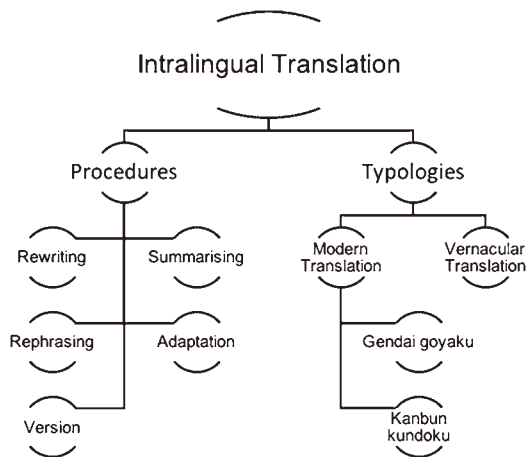 Intralingual Translation
Procedures
Typologies
Rewriting
Summarising
Modern
Translation
Vernacular
Translation
Rephrasing
Adaptation
Gendai goyaku
Version
Kanbun
kundoku